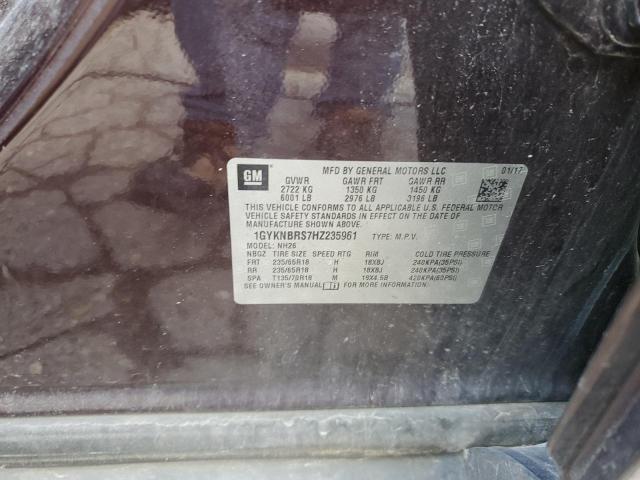 GM
MFD BY GENERAL MOTORS LLC 01/17
GVWR GAWR FRT GAWR RR
2722 KG 1350 KG 1450 KG
6001 LB 2976 LB 3196 LB
THIS VEHICLE CONFORMS TO ALL APPLICABLE U.S. FEDERAL MOTOR
VEHICLE SAFETY STANDARDS IN EFFECT ON THE DATE OF
MANUFACTURE SHOWN ABOVE.
1GYKNBRS7HZ235961 TYPE: M.P.V.
MODEL: NH26
NBGZ TIRE SIZE SPEED RTG RIM COLD TIRE PRESSURE
FRT 235/65R18 H 18X8J 240KPA(35PSI)
RR 235/65R18 H 18X8J 240KPA(35PSI)
SPA T135/70R18 M 18X4.5B 420KPA(60PSI)
SEE OWNER'S MANUAL FOR MORE INFORMATION.